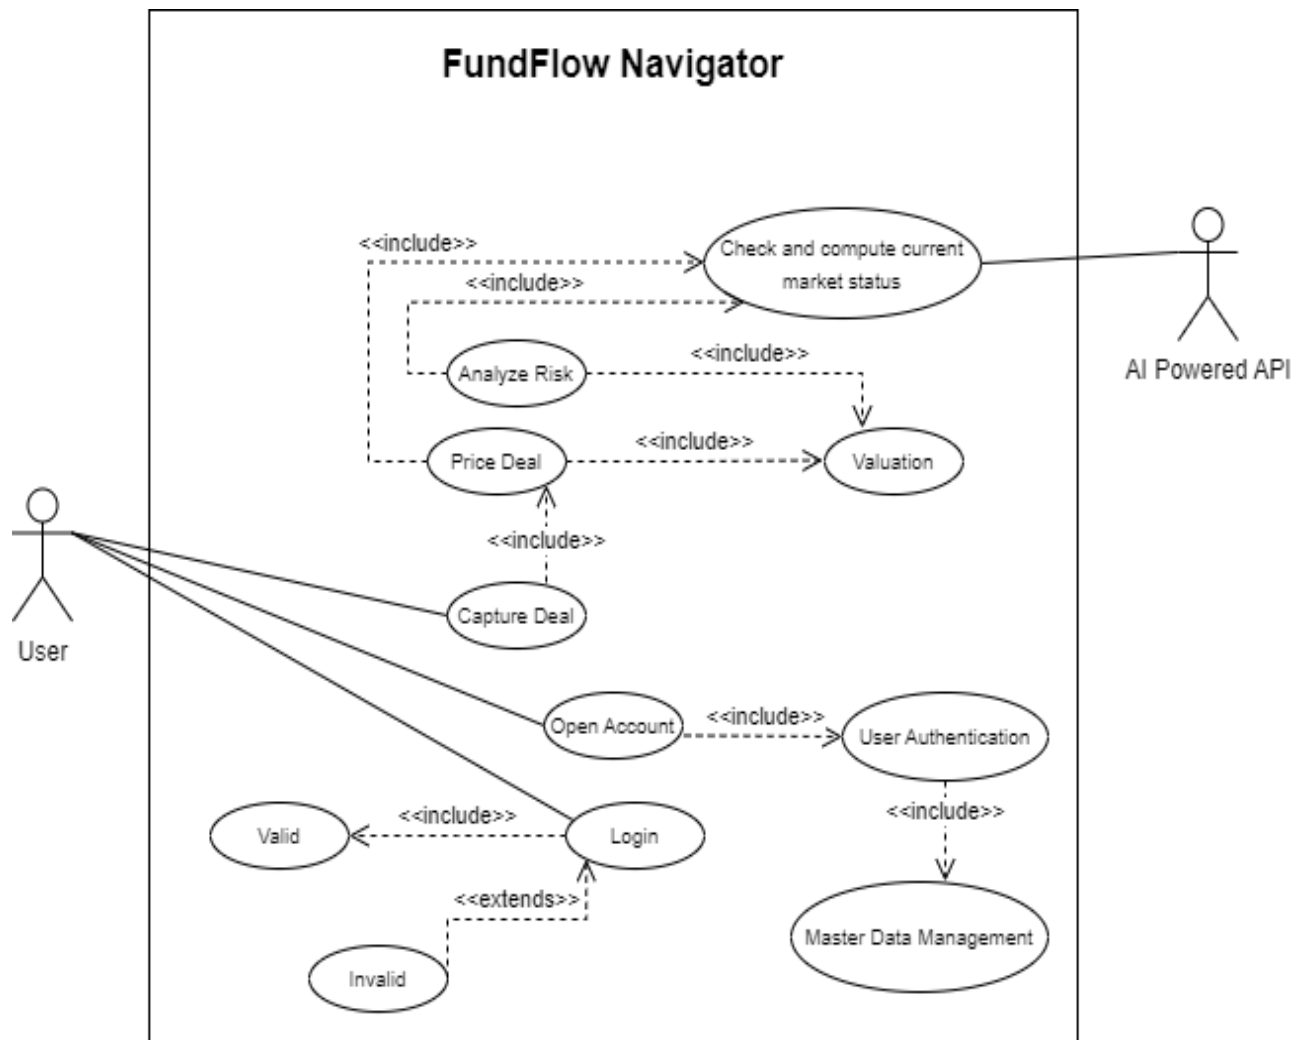 FundFlow Navigator
<<include>>
Check and compute current
market status
<<include>>
<<include>>
Analyze Risk
AI Powered API
<<include>>
Price Deal
Valuation
<<include>>
Capture Deal
User
<<include>>
Open Account
User Authentication
<<include>>
<<include>>
Valid
Login
<<extends>>
Master Data Management
Invalid